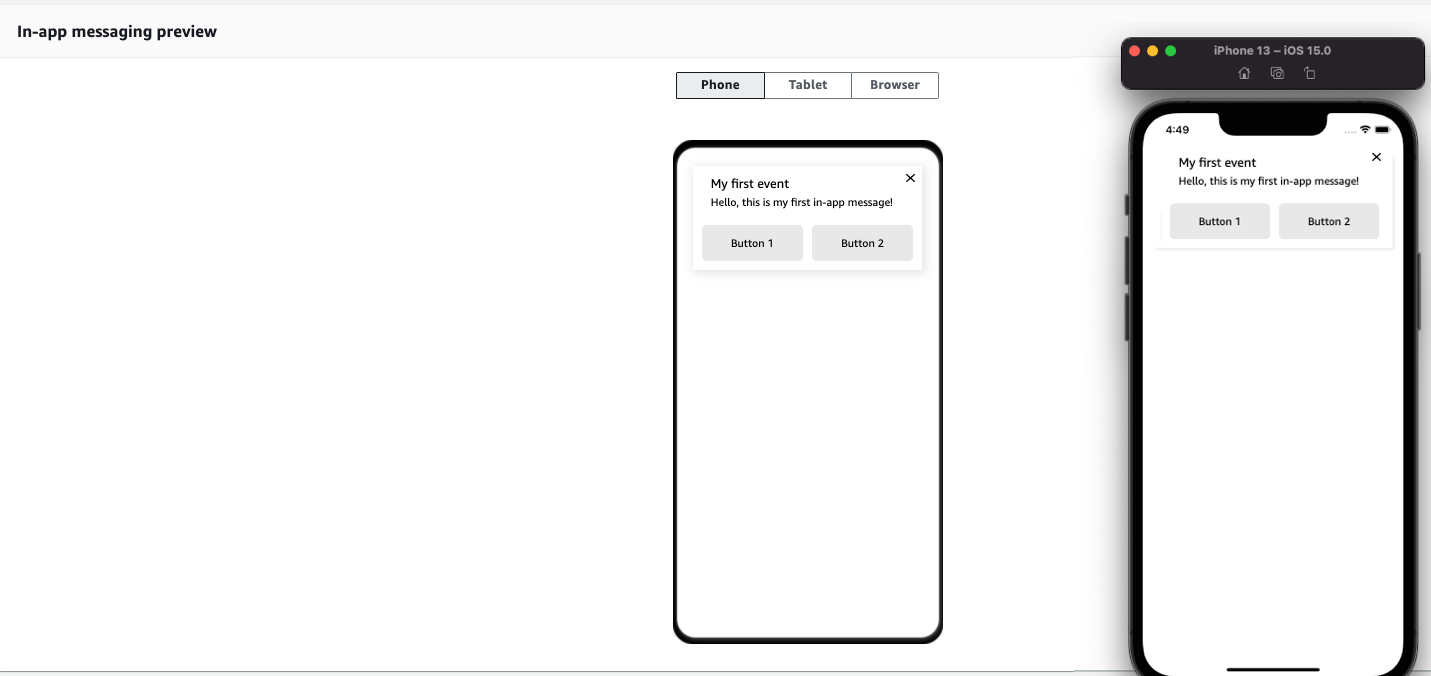 In-app messaging preview
Phone Tablet Browser
My first event
Hello, this is my first in-app message!
Button 1 Button 2
iPhone 13 – iOS 15.0
4:49
My first event
Hello, this is my first in-app message!
Button 1 Button 2